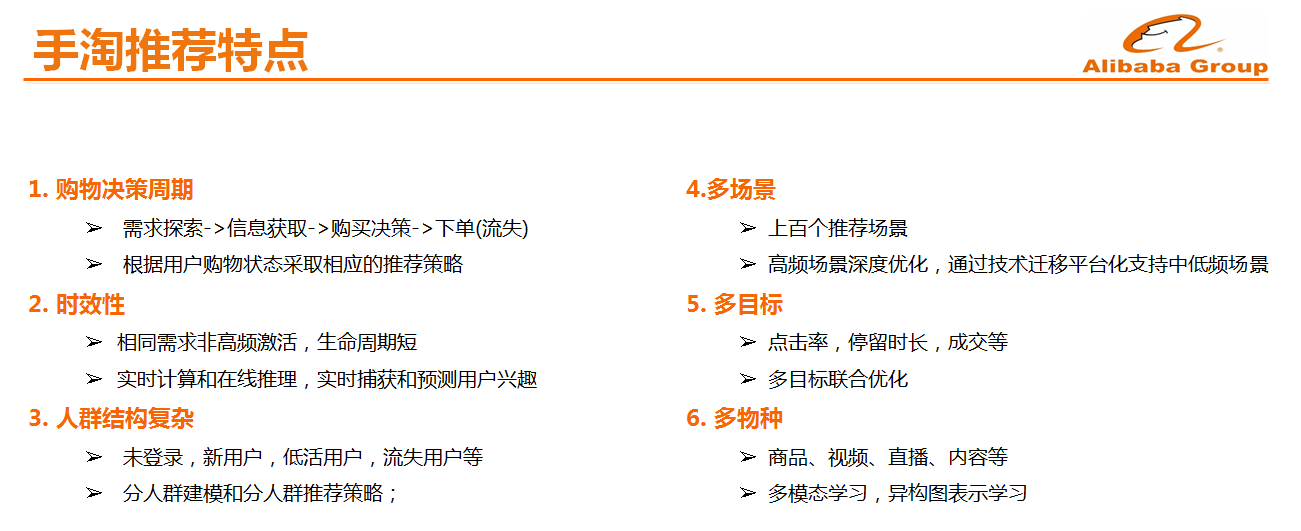 手淘推荐特点
Alibaba Group
1. 购物决策周期
➢ 需求探索->信息获取->购买决策->下单(流失)
➢ 根据用户购物状态采取相应的推荐策略
2. 时效性
➢ 相同需求非高频激活，生命周期短
➢ 实时计算和在线推理，实时捕获和预测用户兴趣
3. 人群结构复杂
➢ 未登录，新用户，低活用户，流失用户等
➢ 分人群建模和分人群推荐策略；
4.多场景
➢ 上百个推荐场景
➢ 高频场景深度优化，通过技术迁移平台化支持中低频场景
5. 多目标
➢ 点击率，停留时长，成交等
➢ 多目标联合优化
6. 多物种
➢ 商品、视频、直播、内容等
➢ 多模态学习，异构图表示学习